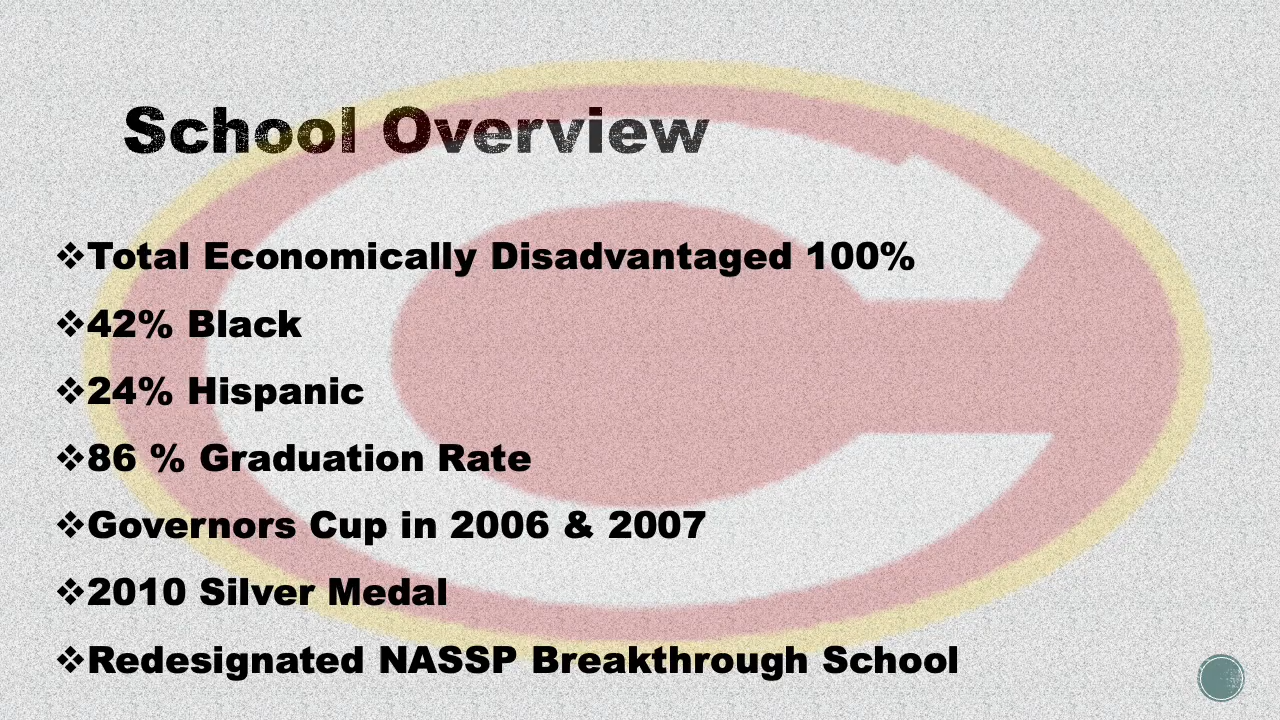 School Overview
❖Total Economically Disadvantaged 100%
❖42% Black
❖24% Hispanic
❖86 % Graduation Rate
❖Governors Cup in 2006 & 2007
❖2010 Silver Medal
❖Redesignated NASSP Breakthrough School